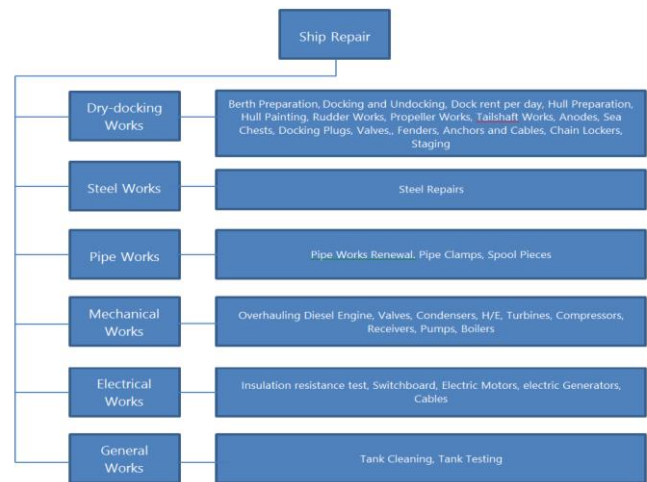 Ship Repair
Dry-docking
Works
Berth Preparation, Docking and Undocking, Dock rent per day, Hull Preparation,
Hull Painting, Rudder Works, Propeller Works, Tailshaft Works, Anodes, Sea
Chests, Docking Plugs, Valves,, Fenders, Anchors and Cables, Chain Lockers,
Staging
Steel Works
Steel Repairs
Pipe Works
Pipe Works Renewal. Pipe Clamps, Spool Pieces
Mechanical
Works
Overhauling Diesel Engine, Valves, Condensers, H/E, Turbines, Compressors,
Receivers, Pumps, Boilers
Electrical
Works
Insulation resistance test, Switchboard, Electric Motors, electric Generators,
Cables
General
Works
Tank Cleaning, Tank Testing